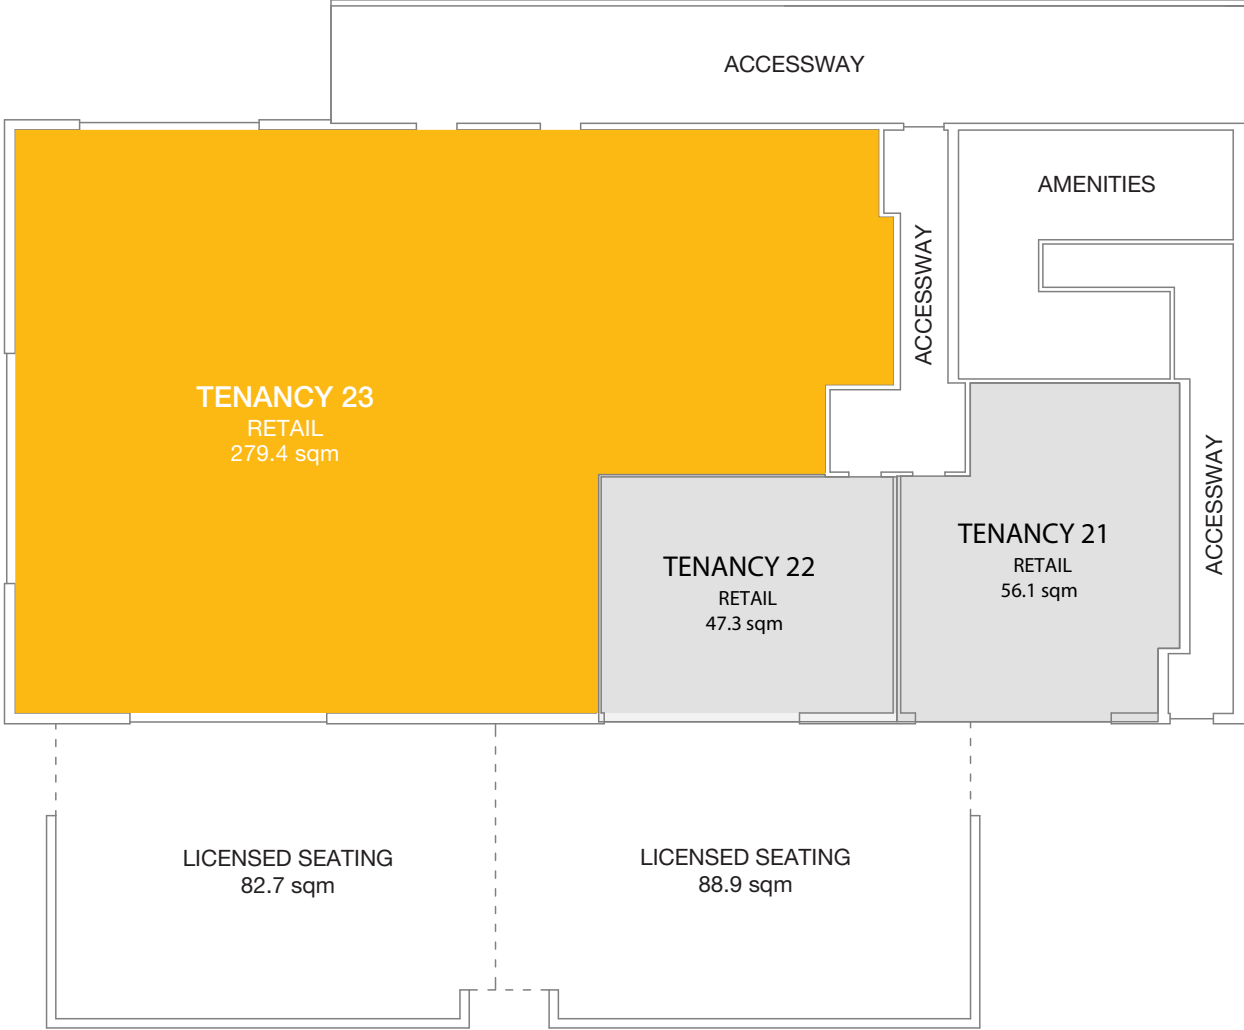 ACCESSWAY
AMENITIES
ACCESSWAY
TENANCY 23
RETAIL
279.4 sqm
TENANCY 22
RETAIL
47.3 sqm
TENANCY 21
RETAIL
56.1 sqm
ACCESSWAY
LICENSED SEATING
82.7 sqm
LICENSED SEATING
88.9 sqm